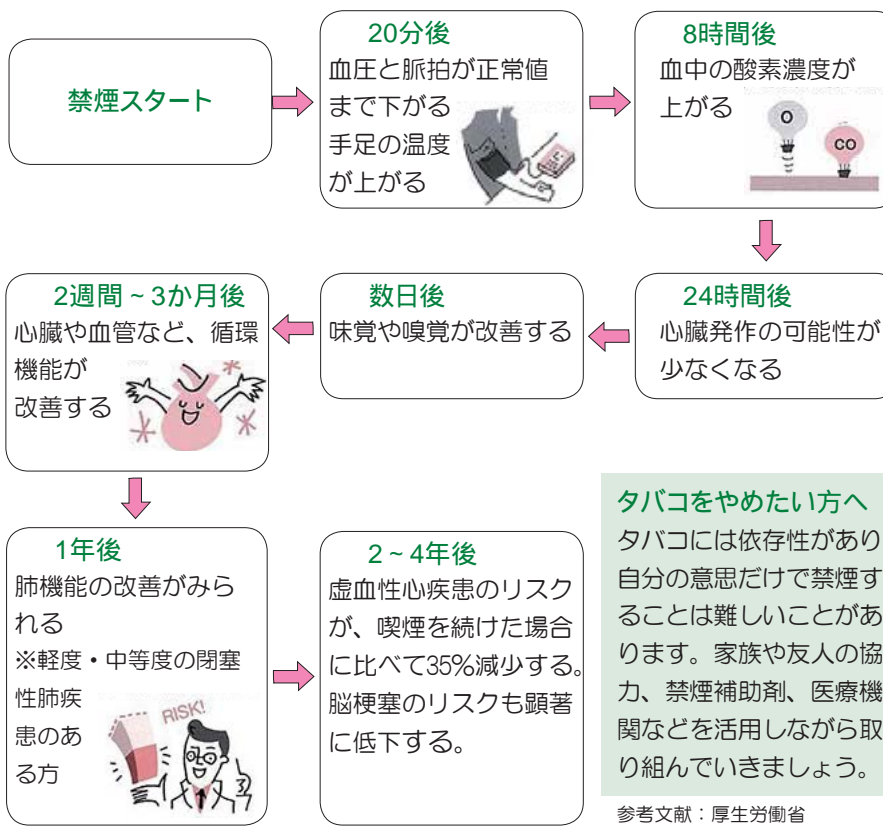 禁煙スタート
20分後
血圧と脈拍が正常値
まで下がる
手足の温度
が上がる
8時間後
血中の酸素濃度が
上がる
O
CO
24時間後
心臓発作の可能性が
少なくなる
数日後
味覚や嗅覚が改善する
2週間~3か月後
心臓や血管など、循環
機能が
改善する
1年後
肺機能の改善がみら
れる
※軽度・中等度の閉塞
性肺疾
患のあ
る方
RISK!
2~4年後
虚血性心疾患のリスク
が、喫煙を続けた場合
に比べて35%減少する。
脳梗塞のリスクも顕著
に低下する。
タバコをやめたい方へ
タバコには依存性があり
自分の意思だけで禁煙す
ることは難しいことがあ
ります。家族や友人の協
力、禁煙補助剤、医療機
関などを活用しながら取
り組んでいきましょう。
参考文献:厚生労働省